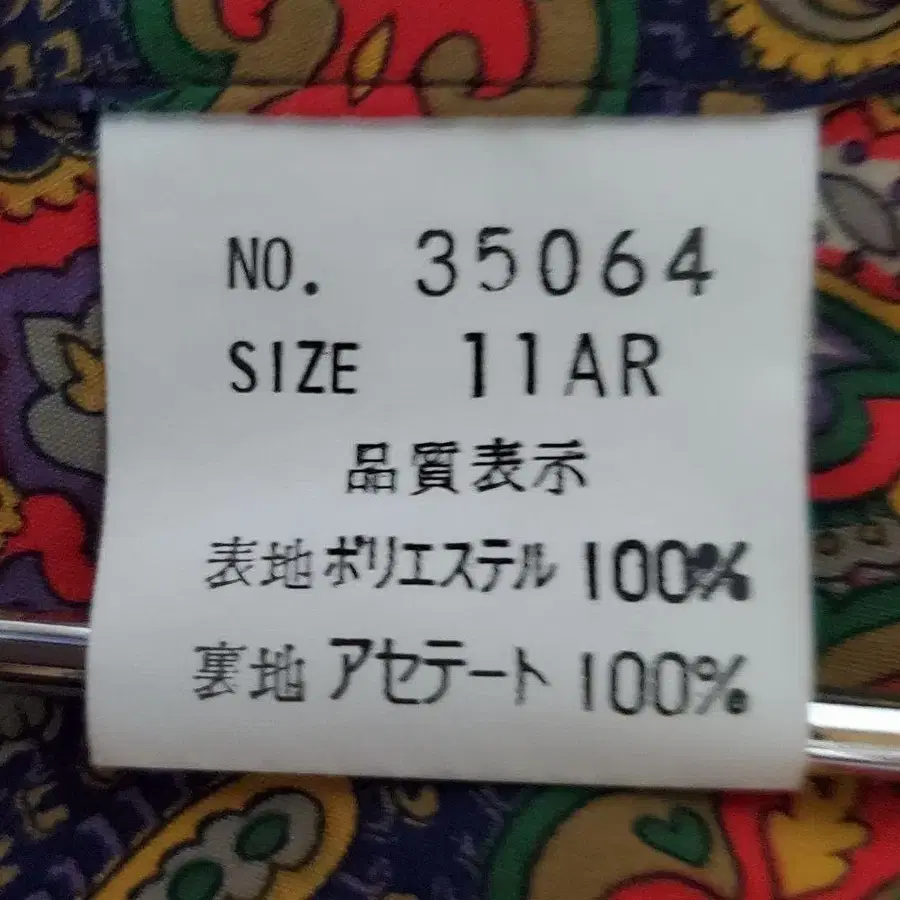 NO. 35064
SIZE 11AR
品質表示
表地 ポリエステル 100%
裏地 アセテート 100%